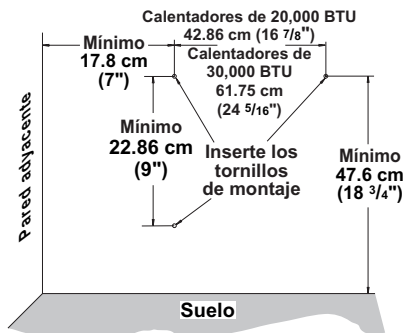 Calentadores de 20,000 BTU
42.86 cm (16 7/8")
Calentadores de
30,000 BTU
61.75 cm
(24 5/16")
Mínimo
17.8 cm
(7")
Mínimo
22.86 cm
(9")
Inserte los
tornillos
de montaje
Mínimo
47.6 cm
(18 3/4")
Pared adyacente
Suelo